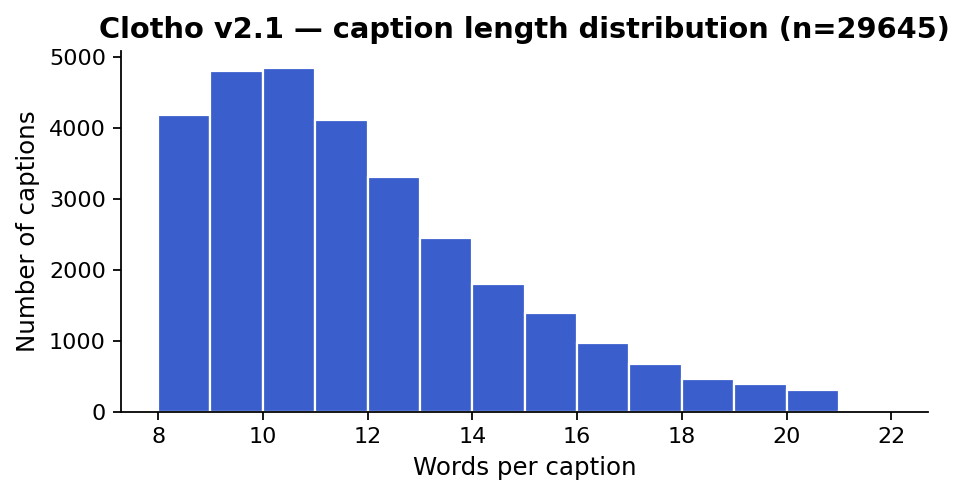 Clotho v2.1 — caption length distribution (n=29645)
5000
4000
3000
2000
1000
0
Number of captions
8 10 12 14 16 18 20 22
Words per caption